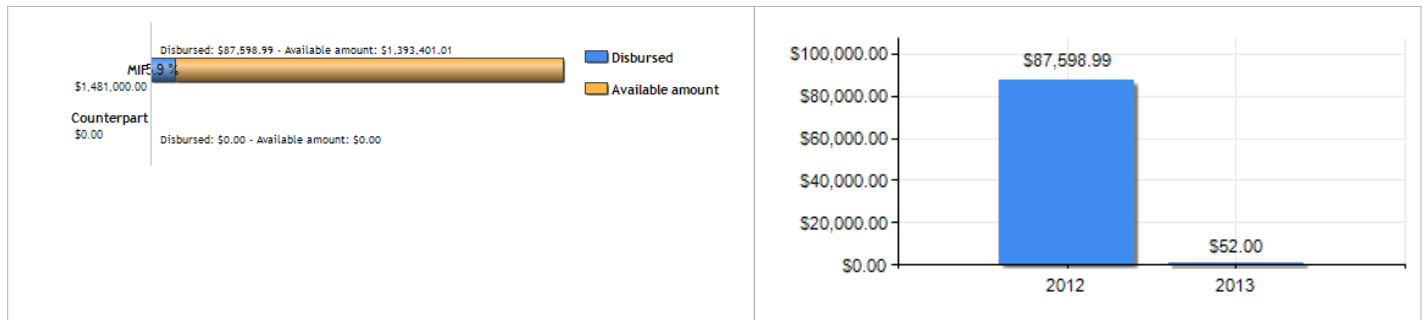 Disbursed: $87,598.99 - Available amount: $1,393,401.01
MIF
5.9 %
$1,481,000.00
Counterpart
$0.00
Disbursed: $0.00 - Available amount: $0.00
Disbursed
Available amount
$100,000.00
$80,000.00
$60,000.00
$40,000.00
$20,000.00
$0.00
$87,598.99
$52.00
2012
2013